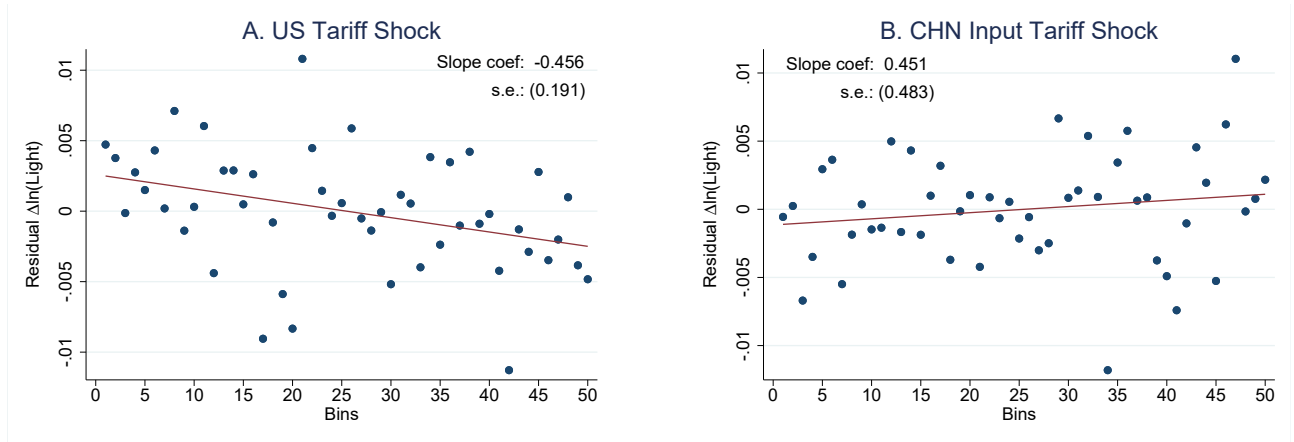 A. US Tariff Shock
Slope coef: -0.456
s.e.: (0.191)
.01
.005
0
-.005
-.01
Residual Δln(Light)
0 5 10 15 20 25 30 35 40 45 50
Bins
B. CHN Input Tariff Shock
Slope coef: 0.451
s.e.: (0.483)
.01
.005
0
-.005
-.01
Residual Δln(Light)
0 5 10 15 20 25 30 35 40 45 50
Bins